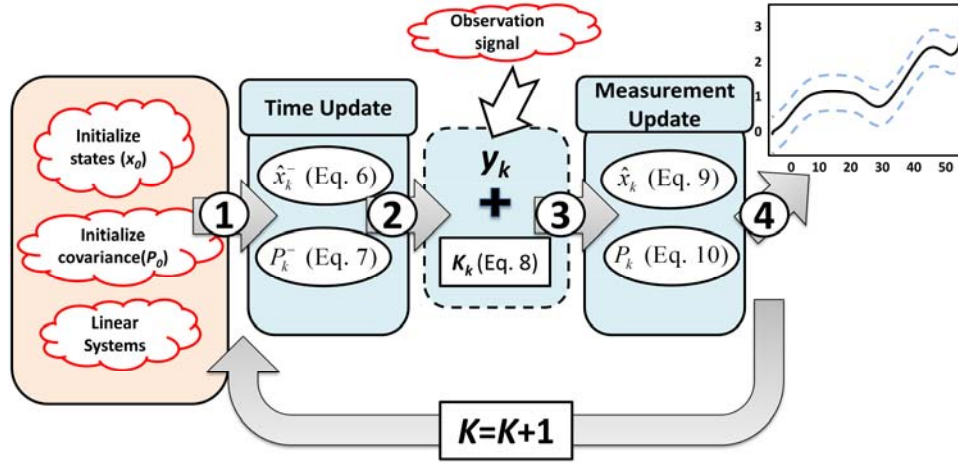 Observation
signal
Initialize
states (x₀)
Initialize
covariance(P₀)
Linear
Systems
1
Time Update
x̂ₖ⁻ (Eq. 6)
Pₖ⁻ (Eq. 7)
2
yₖ
+
Kₖ (Eq. 8)
3
Measurement
Update
x̂ₖ (Eq. 9)
Pₖ (Eq. 10)
4
3
2
1
0
0 10 20 30 40 50
K=K+1